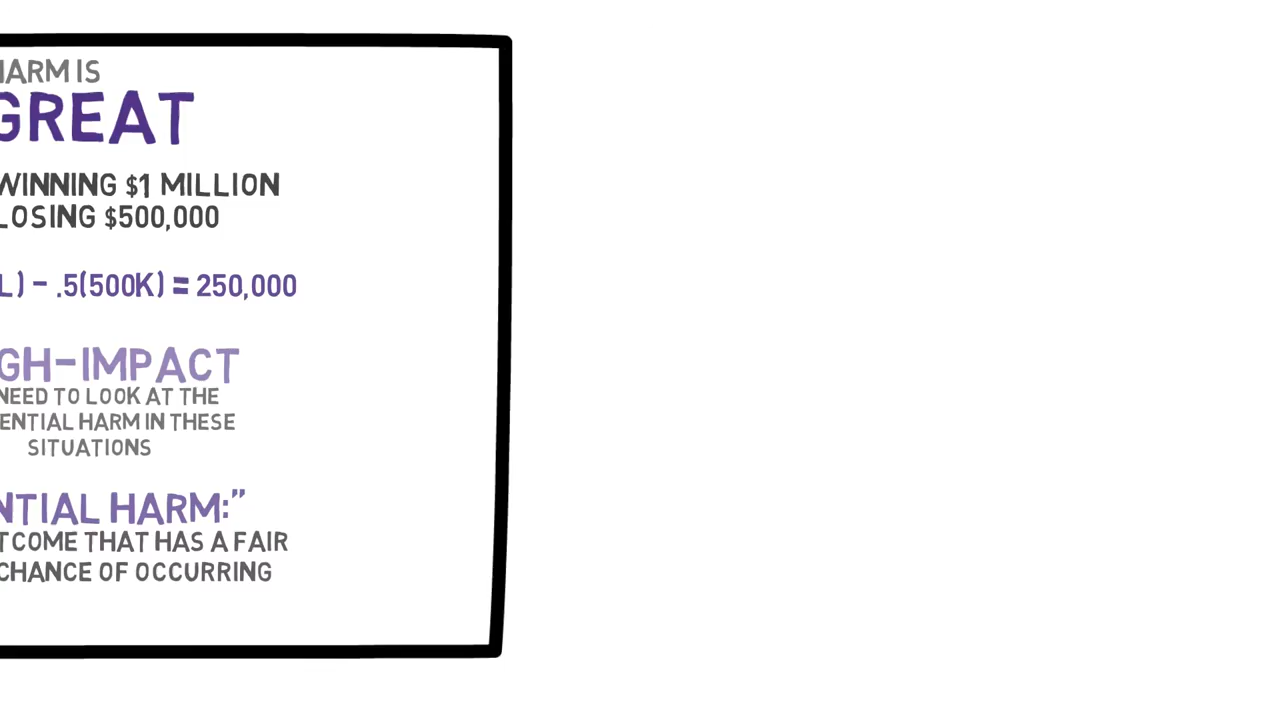 HARM IS
GREAT
WINNING $1 MILLION
LOSING $500,000
L) - .5(500K) = 250,000
GH-IMPACT
NEED TO LOOK AT THE
ENTIAL HARM IN THESE
SITUATIONS
NTIAL HARM:”
TCOME THAT HAS A FAIR
CHANCE OF OCCURRING